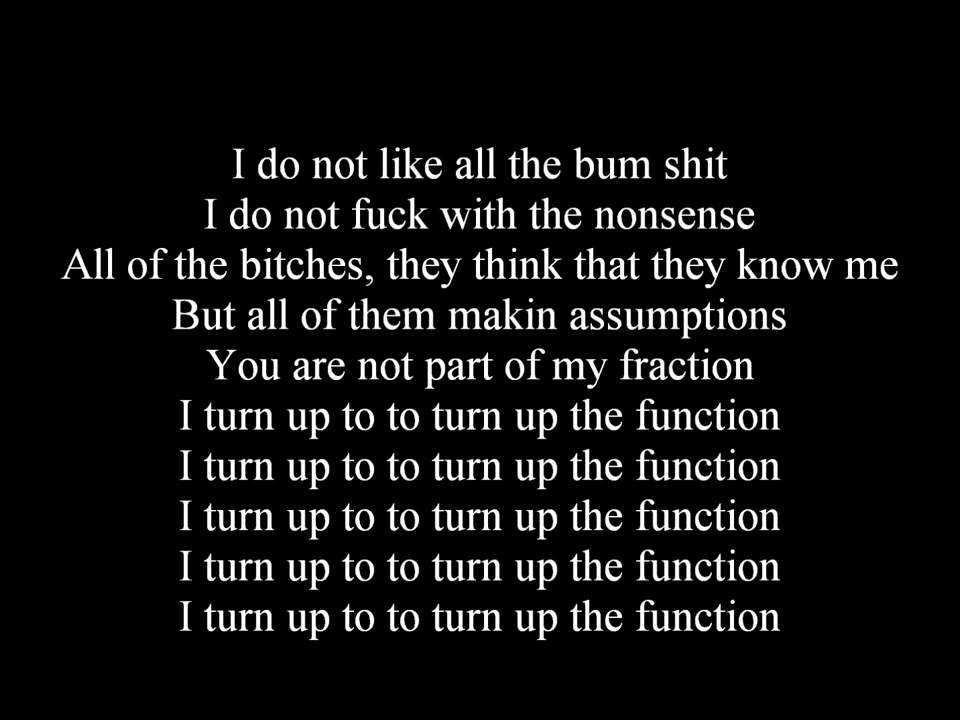 I do not like all the bum shit
I do not fuck with the nonsense
All of the bitches, they think that they know me
But all of them makin assumptions
You are not part of my fraction
I turn up to to turn up the function
I turn up to to turn up the function
I turn up to to turn up the function
I turn up to to turn up the function
I turn up to to turn up the function